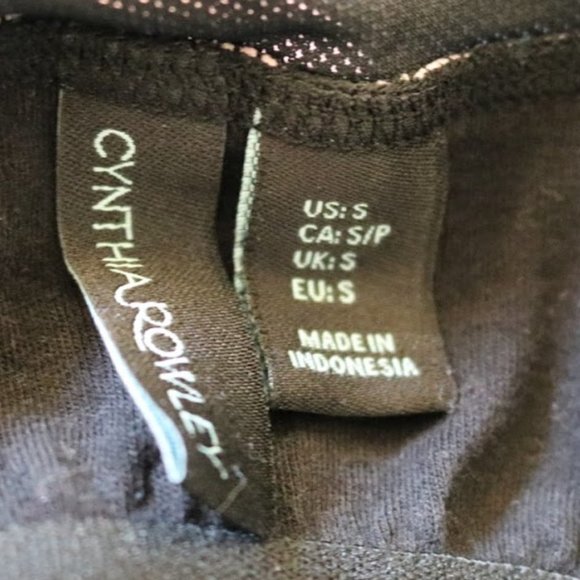 CYNTHIA ROWLEY
US: S
CA: S/P
UK: S
EU: S
MADE IN
INDONESIA